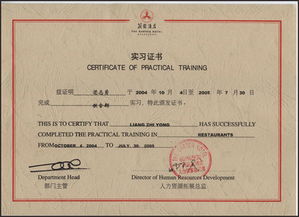 THE GARDEN HOTEL
实习证书
CERTIFICATE OF PRACTICAL TRAINING
兹证明 梁志勇 于 2004 年 10 月 4日至 2005 年 7 月 30 日
完成 实习,特此颁发证书。
THIS IS TO CERTIFY THAT LIANG ZHI YONG HAS SUCCESSFULLY
COMPLETED THE PRACTICAL TRAINING IN RESTAURANTS
FROM OCTOBER 4, 2004 TO JULY 30, 2005
Department Head Director of Human Resources Development
部门主管 人力资源拓展总监